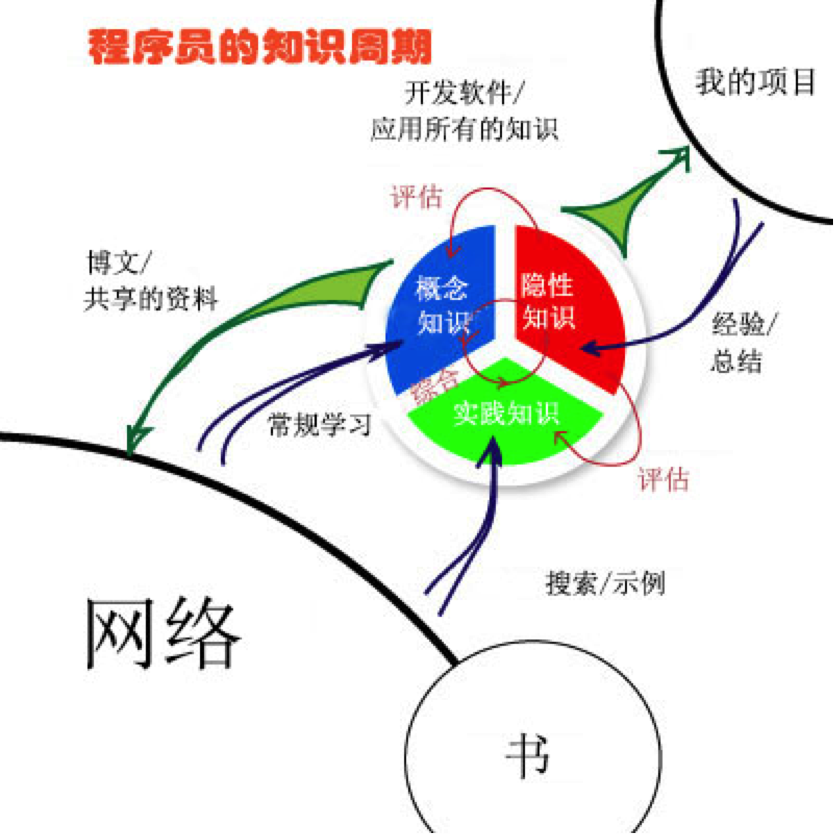 程序员的知识周期
开发软件/
应用所有的知识
我的项目
评估
博文/
共享的资料
概念
知识
隐性
知识
经验/
总结
综合
实践知识
常规学习
评估
搜索/示例
网络
书